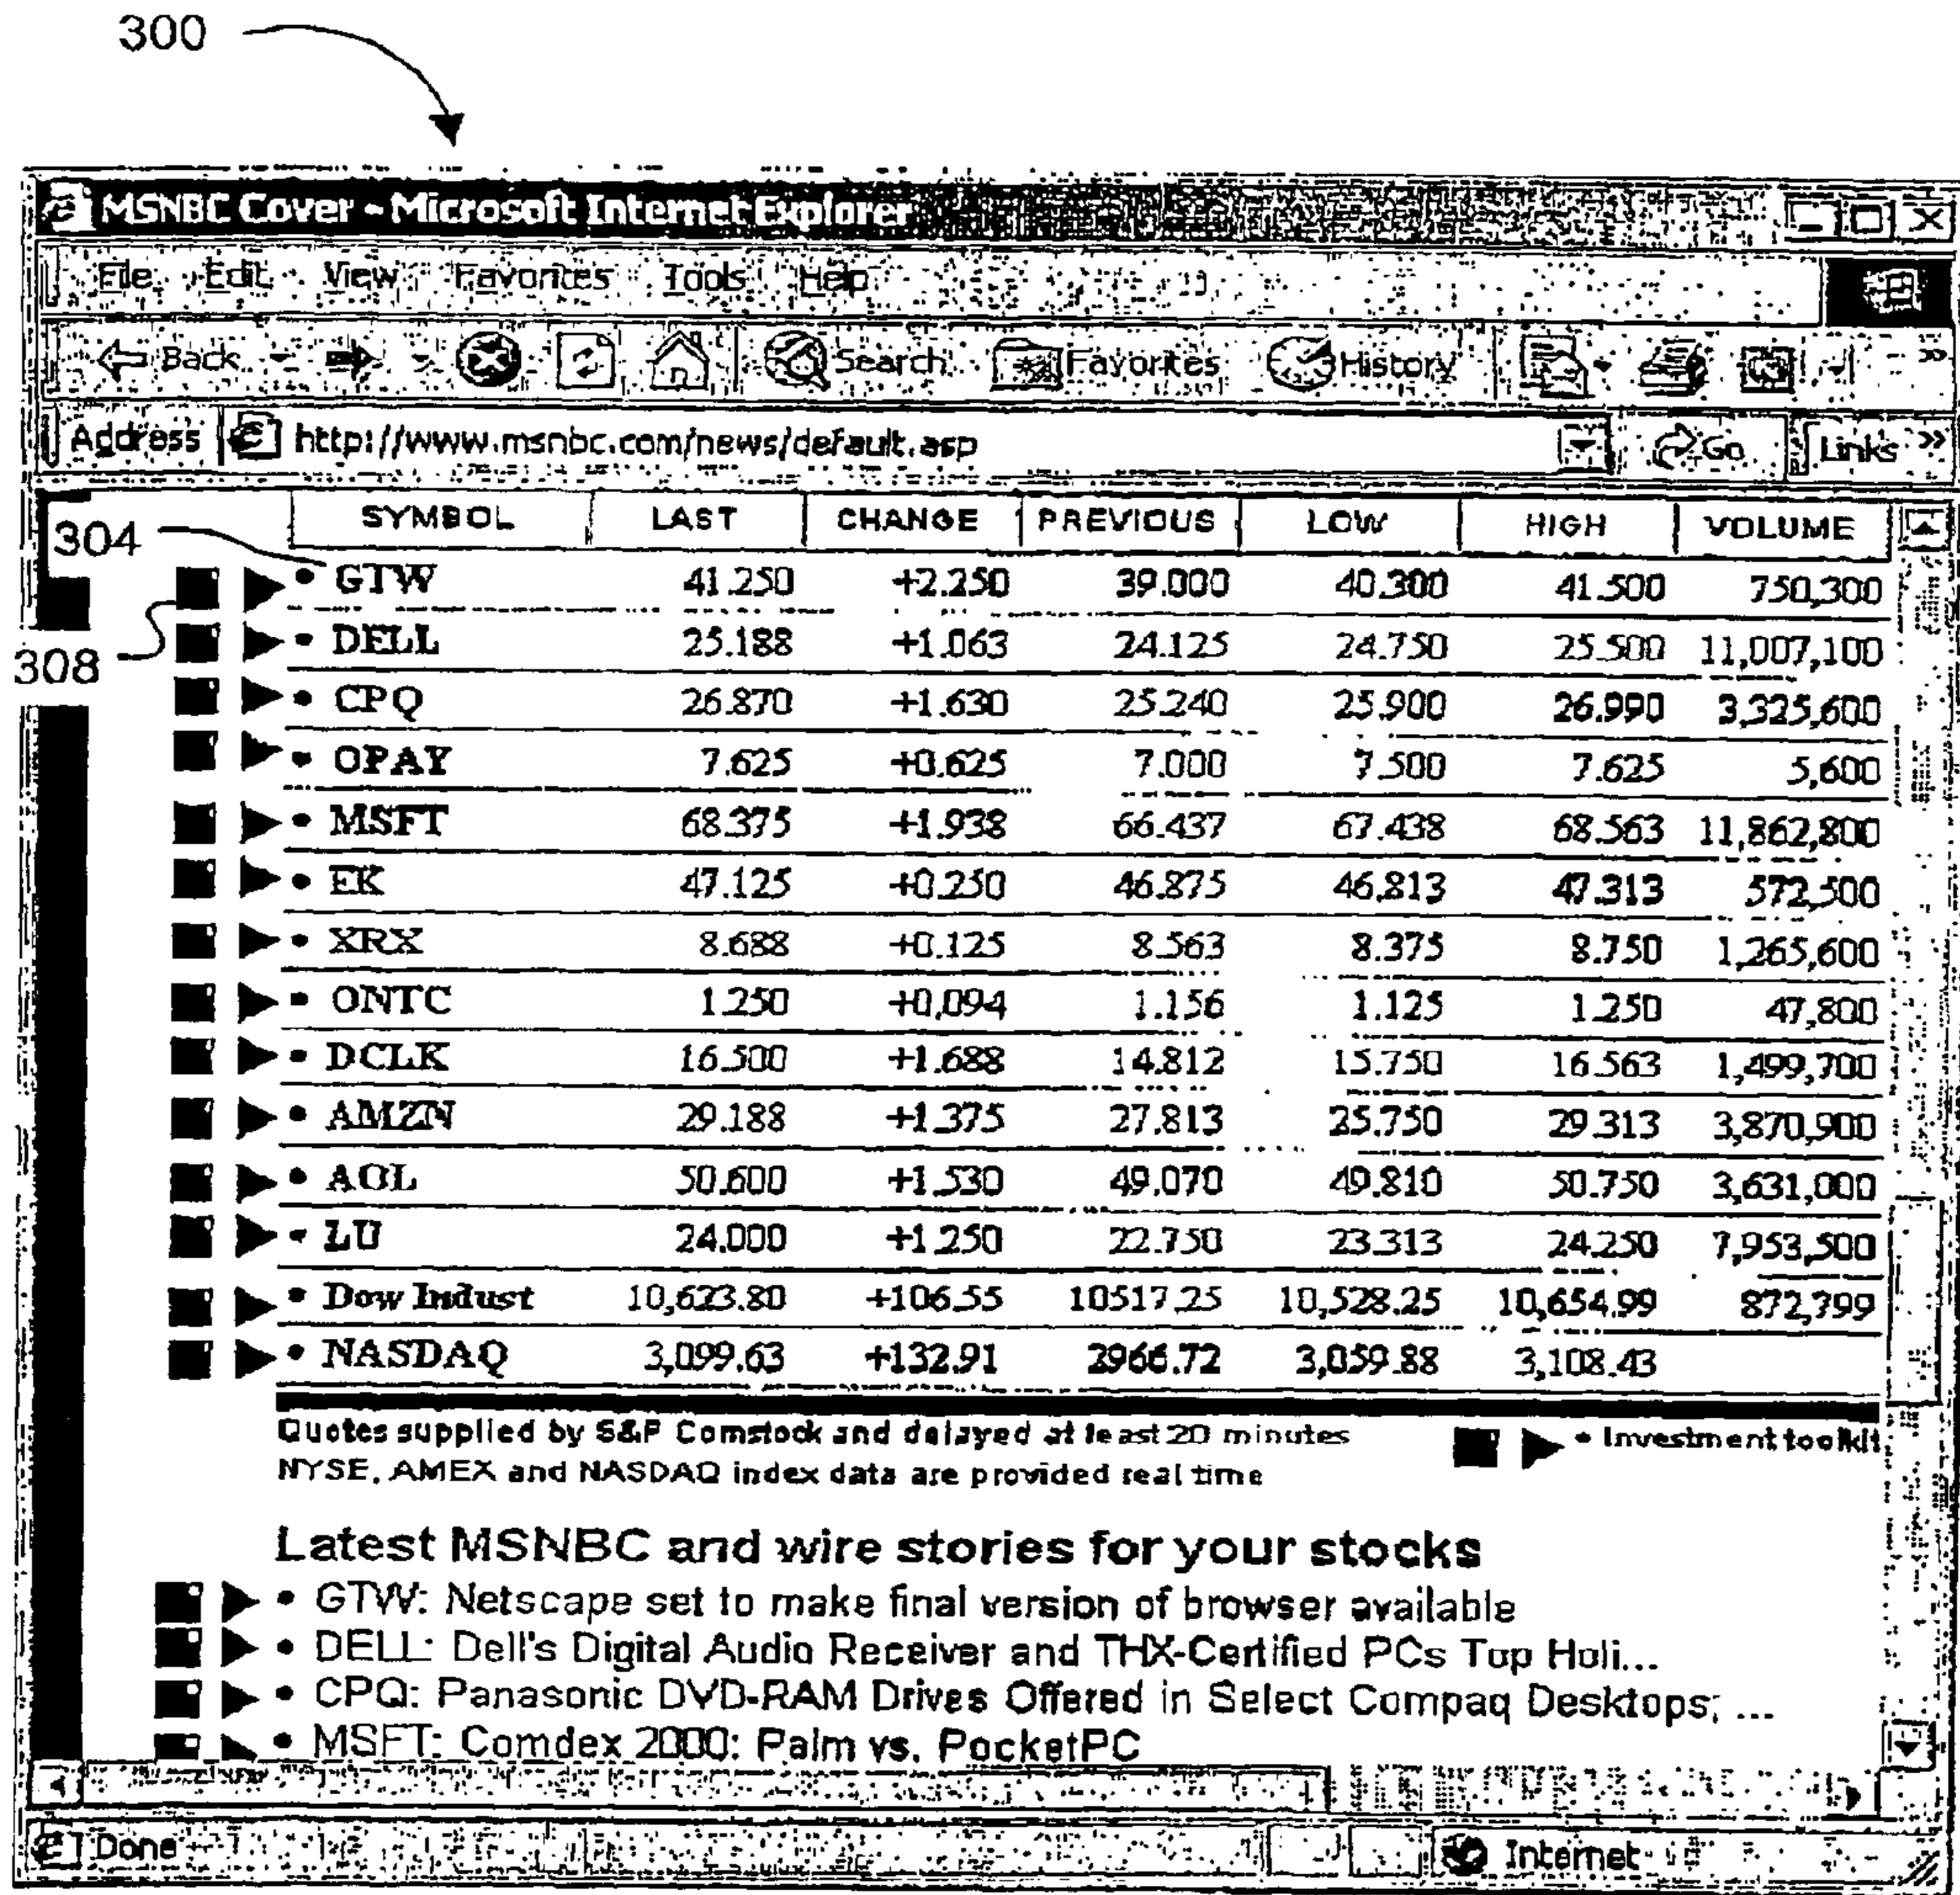 300
MSNBC Cover - Microsoft Internet Explorer
File Edit View Favorites Tools Help
Back Search Favorites History
Address http://www.msnbc.com/news/default.asp Go Links »
SYMBOL LAST CHANGE PREVIOUS LOW HIGH VOLUME
304
• GTW 41.250 +2.250 39.000 40.300 41.500 750,300
308
• DELL 25.188 +1.063 24.125 24.750 25.500 11,007,100
• CPQ 26.870 +1.630 25.240 25.900 26.990 3,325,600
• OPAY 7.625 +0.625 7.000 7.500 7.625 5,600
• MSFT 68.375 +1.938 66.437 67.438 68.563 11,862,800
• EK 47.125 +0.250 46.875 46.813 47.313 572,500
• XRX 8.688 +0.125 8.563 8.375 8.750 1,265,600
• ONTC 1.250 +0.094 1.156 1.125 1.250 47,800
• DCLK 16.500 +1.688 14.812 15.750 16.563 1,499,700
• AMZN 29.188 +1.375 27.813 25.750 29.313 3,870,900
• AOL 50.600 +1.530 49.070 49.810 50.750 3,631,000
• LU 24.000 +1.250 22.750 23.313 24.250 7,953,500
• Dow Indust 10,623.80 +106.55 10517.25 10,528.25 10,654.99 872,799
• NASDAQ 3,099.63 +132.91 2966.72 3,059.88 3,108.43
Quotes supplied by S&P Comstock and delayed at least 20 minutes
• Investment toolkit
NYSE, AMEX and NASDAQ index data are provided real time
Latest MSNBC and wire stories for your stocks
• GTW: Netscape set to make final version of browser available
• DELL: Dell's Digital Audio Receiver and THX-Certified PCs Top Holi...
• CPQ: Panasonic DVD-RAM Drives Offered in Select Compaq Desktops; ...
• MSFT: Comdex 2000: Palm vs. PocketPC
Done Internet